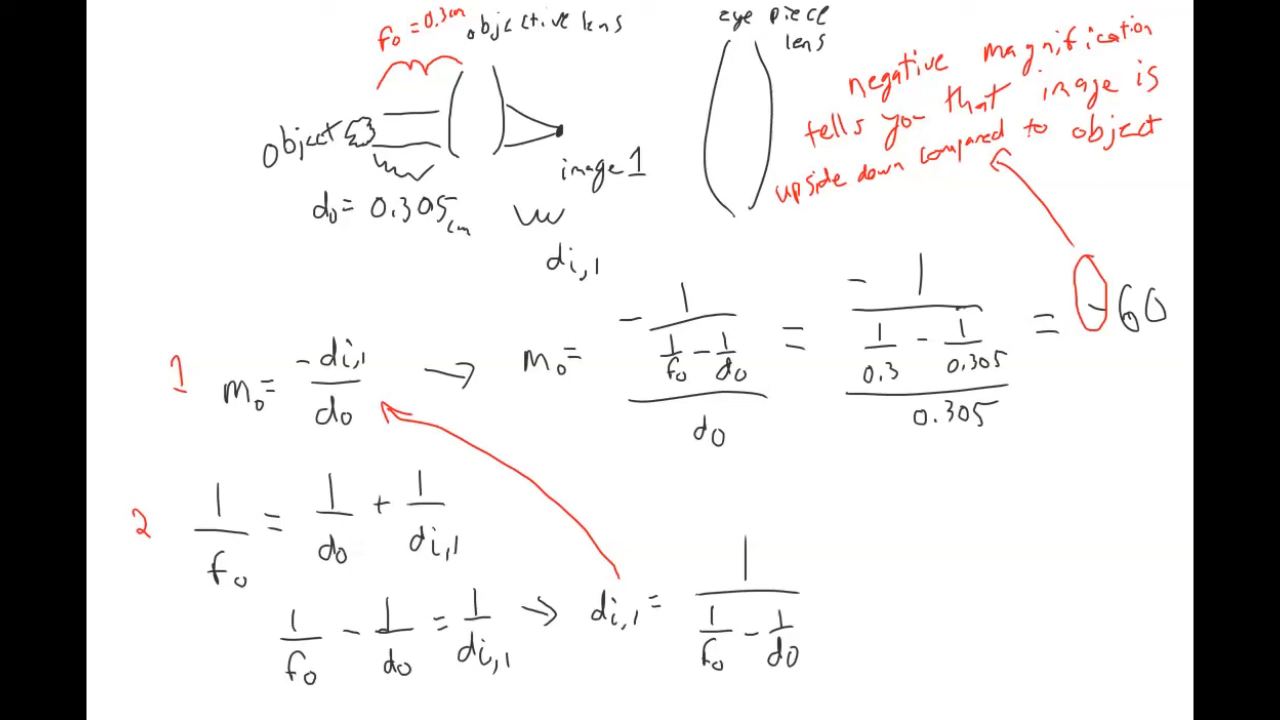 f₀ = 0.3cm
objective lens
eye piece
lens
negative magnification
tells you that image is
upside down compared to object
object
image 1
d₀ = 0.305cm
di,1
1 m₀ = -di,1/d₀ → m₀ = (-1/(1/f₀ - 1/d₀))/d₀ = (-1/(1/0.3 - 1/0.305))/0.305 = -60
2 1/f₀ = 1/d₀ + 1/di,1
1/f₀ - 1/d₀ = 1/di,1 → di,1 = 1/(1/f₀ - 1/d₀)